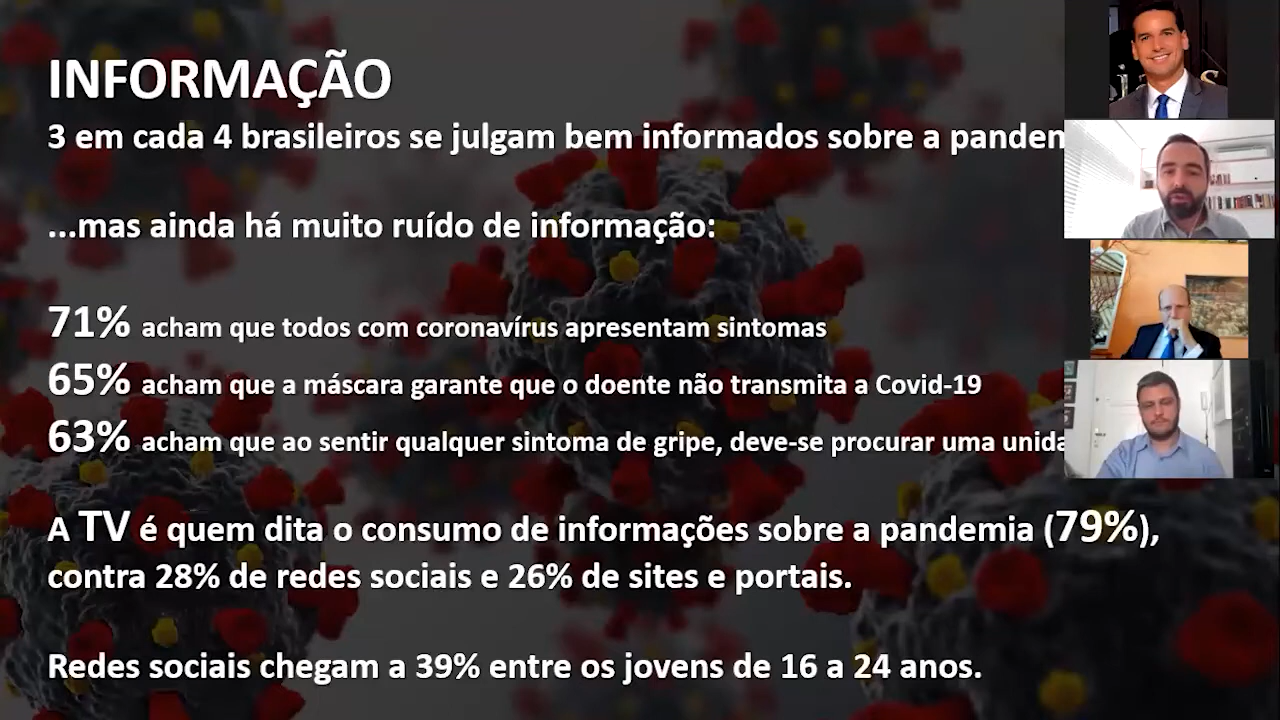 INFORMAÇÃO
3 em cada 4 brasileiros se julgam bem informados sobre a
...mas ainda há muito ruído de informação:
71% acham que todos com coronavírus apresentam sintomas
65% acham que a máscara garante que o doente não transmita a Covid-19
63% acham que ao sentir qualquer sintoma de gripe, deve-se procurar uma
A TV é quem dita o consumo de informações sobre a pandemia (79%),
contra 28% de redes sociais e 26% de sites e portais.
Redes sociais chegam a 39% entre os jovens de 16 a 24 anos.